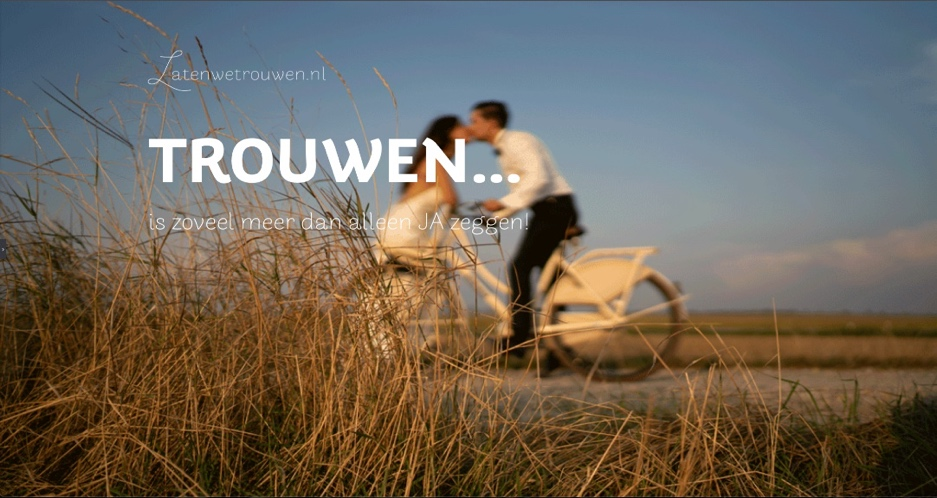 Latenwetrouwen.nl
TROUWEN...
is zoveel meer dan alleen JA zeggen!